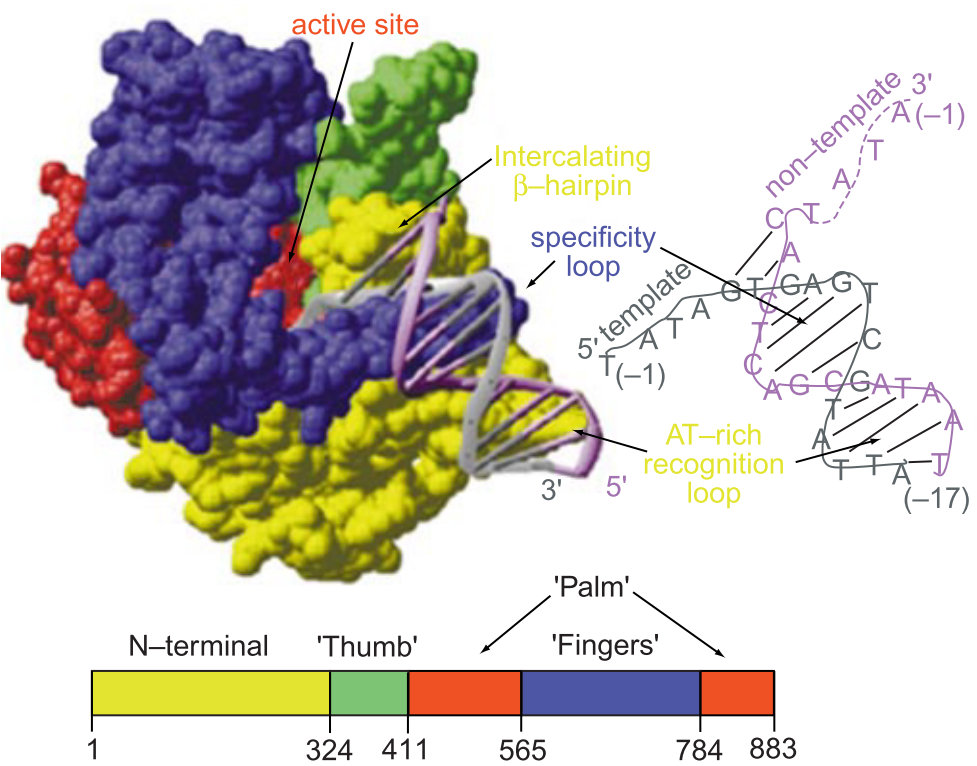 active site
Intercalating
β–hairpin
specificity
loop
non–template
3'
A(–1)
T
A
T
C
A
C
T
C
A G C G A T A
A
T
(–17)
5'
template
T(–1)
A
T
A
G T G A G T
C
G
T
A
T T A
AT–rich
recognition
loop
3'
5'
'Palm'
N–terminal
'Thumb'
'Fingers'
1
324
411
565
784
883